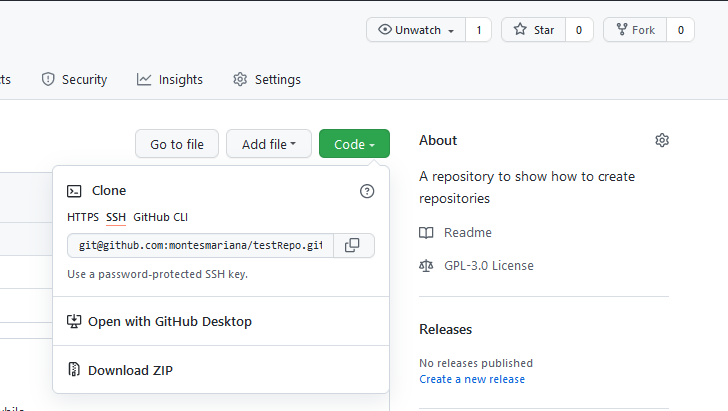 Unwatch 1 Star 0 Fork 0
Security Insights Settings
Go to file Add file Code
About
A repository to show how to create
repositories
Readme
GPL-3.0 License
Releases
No releases published
Create a new release
Clone
HTTPS SSH GitHub CLI
git@github.com:montesmariana/testRepo.git
Use a password-protected SSH key.
Open with GitHub Desktop
Download ZIP